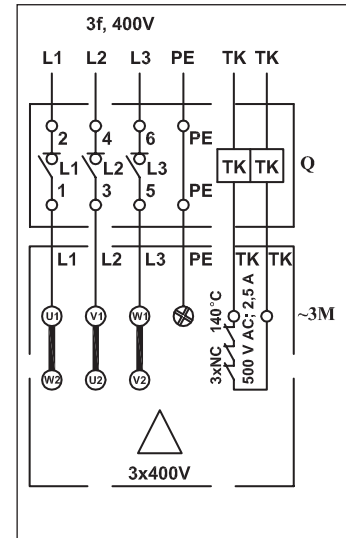 3f, 400V
L1 L2 L3 PE TK TK
2 4 6 PE
L1 L2 L3 TK TK Q
1 3 5 PE
L1 L2 L3 PE TK TK
U1 V1 W1 ~3M
W2 U2 V2
3xNC 140°C
500 V AC; 2,5 A
3x400V